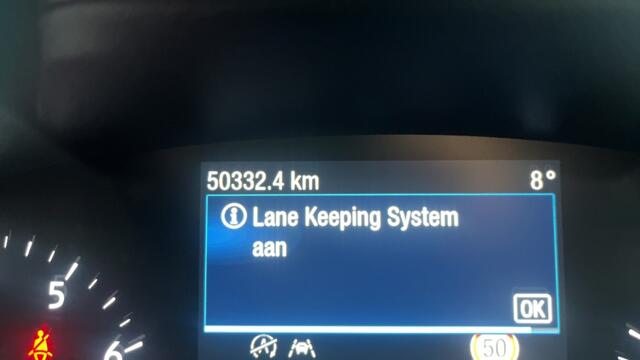 50332.4 km 8°
Lane Keeping System
aan
OK
5
6
50